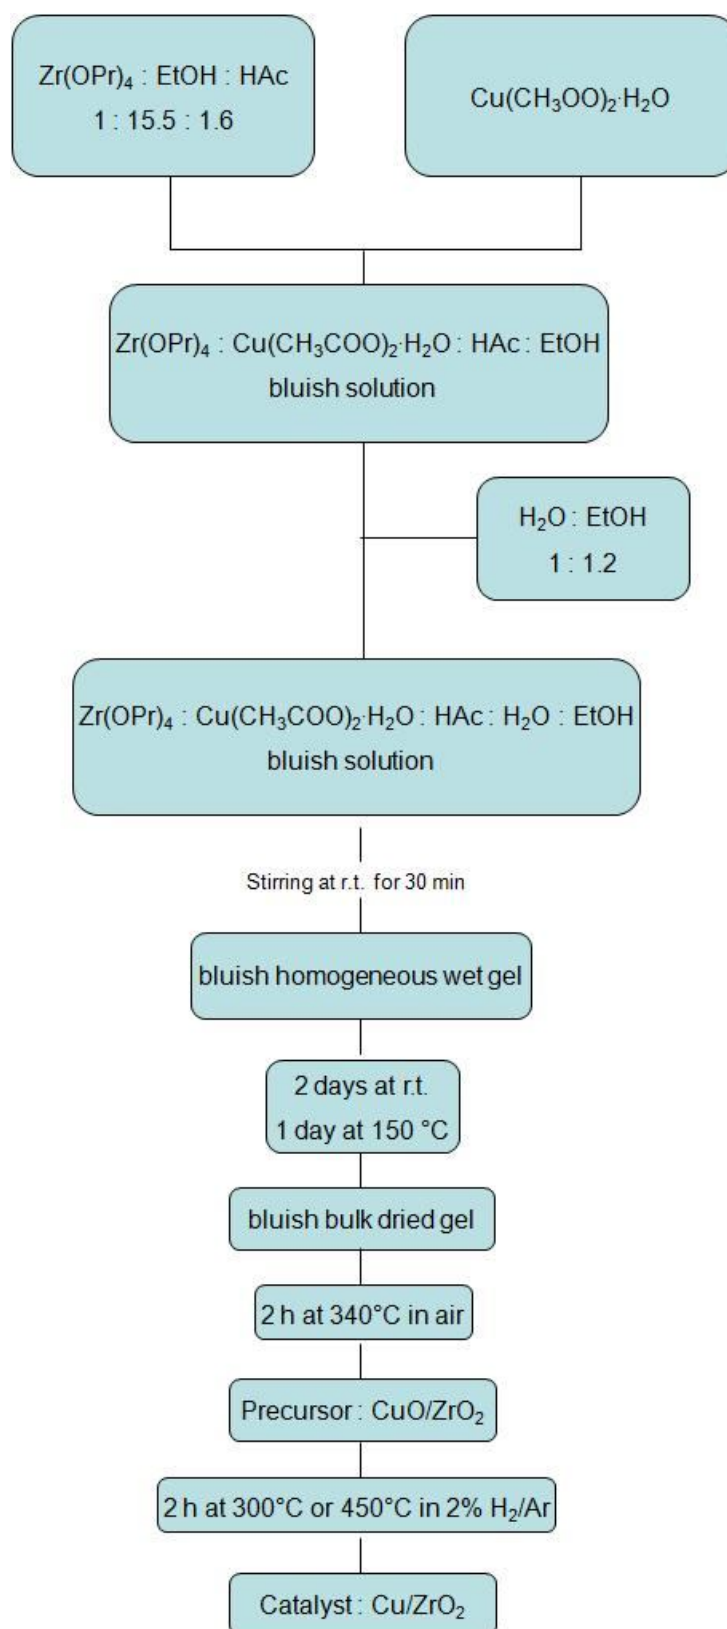 Zr(OPr)₄ : EtOH : HAc
1 : 15.5 : 1.6
Cu(CH₃OO)₂·H₂O
Zr(OPr)₄ : Cu(CH₃COO)₂·H₂O : HAc : EtOH
bluish solution
H₂O : EtOH
1 : 1.2
Zr(OPr)₄ : Cu(CH₃COO)₂·H₂O : HAc : H₂O : EtOH
bluish solution
Stirring at r.t. for 30 min
bluish homogeneous wet gel
2 days at r.t.
1 day at 150 °C
bluish bulk dried gel
2 h at 340°C in air
Precursor : CuO/ZrO₂
2 h at 300°C or 450°C in 2% H₂/Ar
Catalyst : Cu/ZrO₂